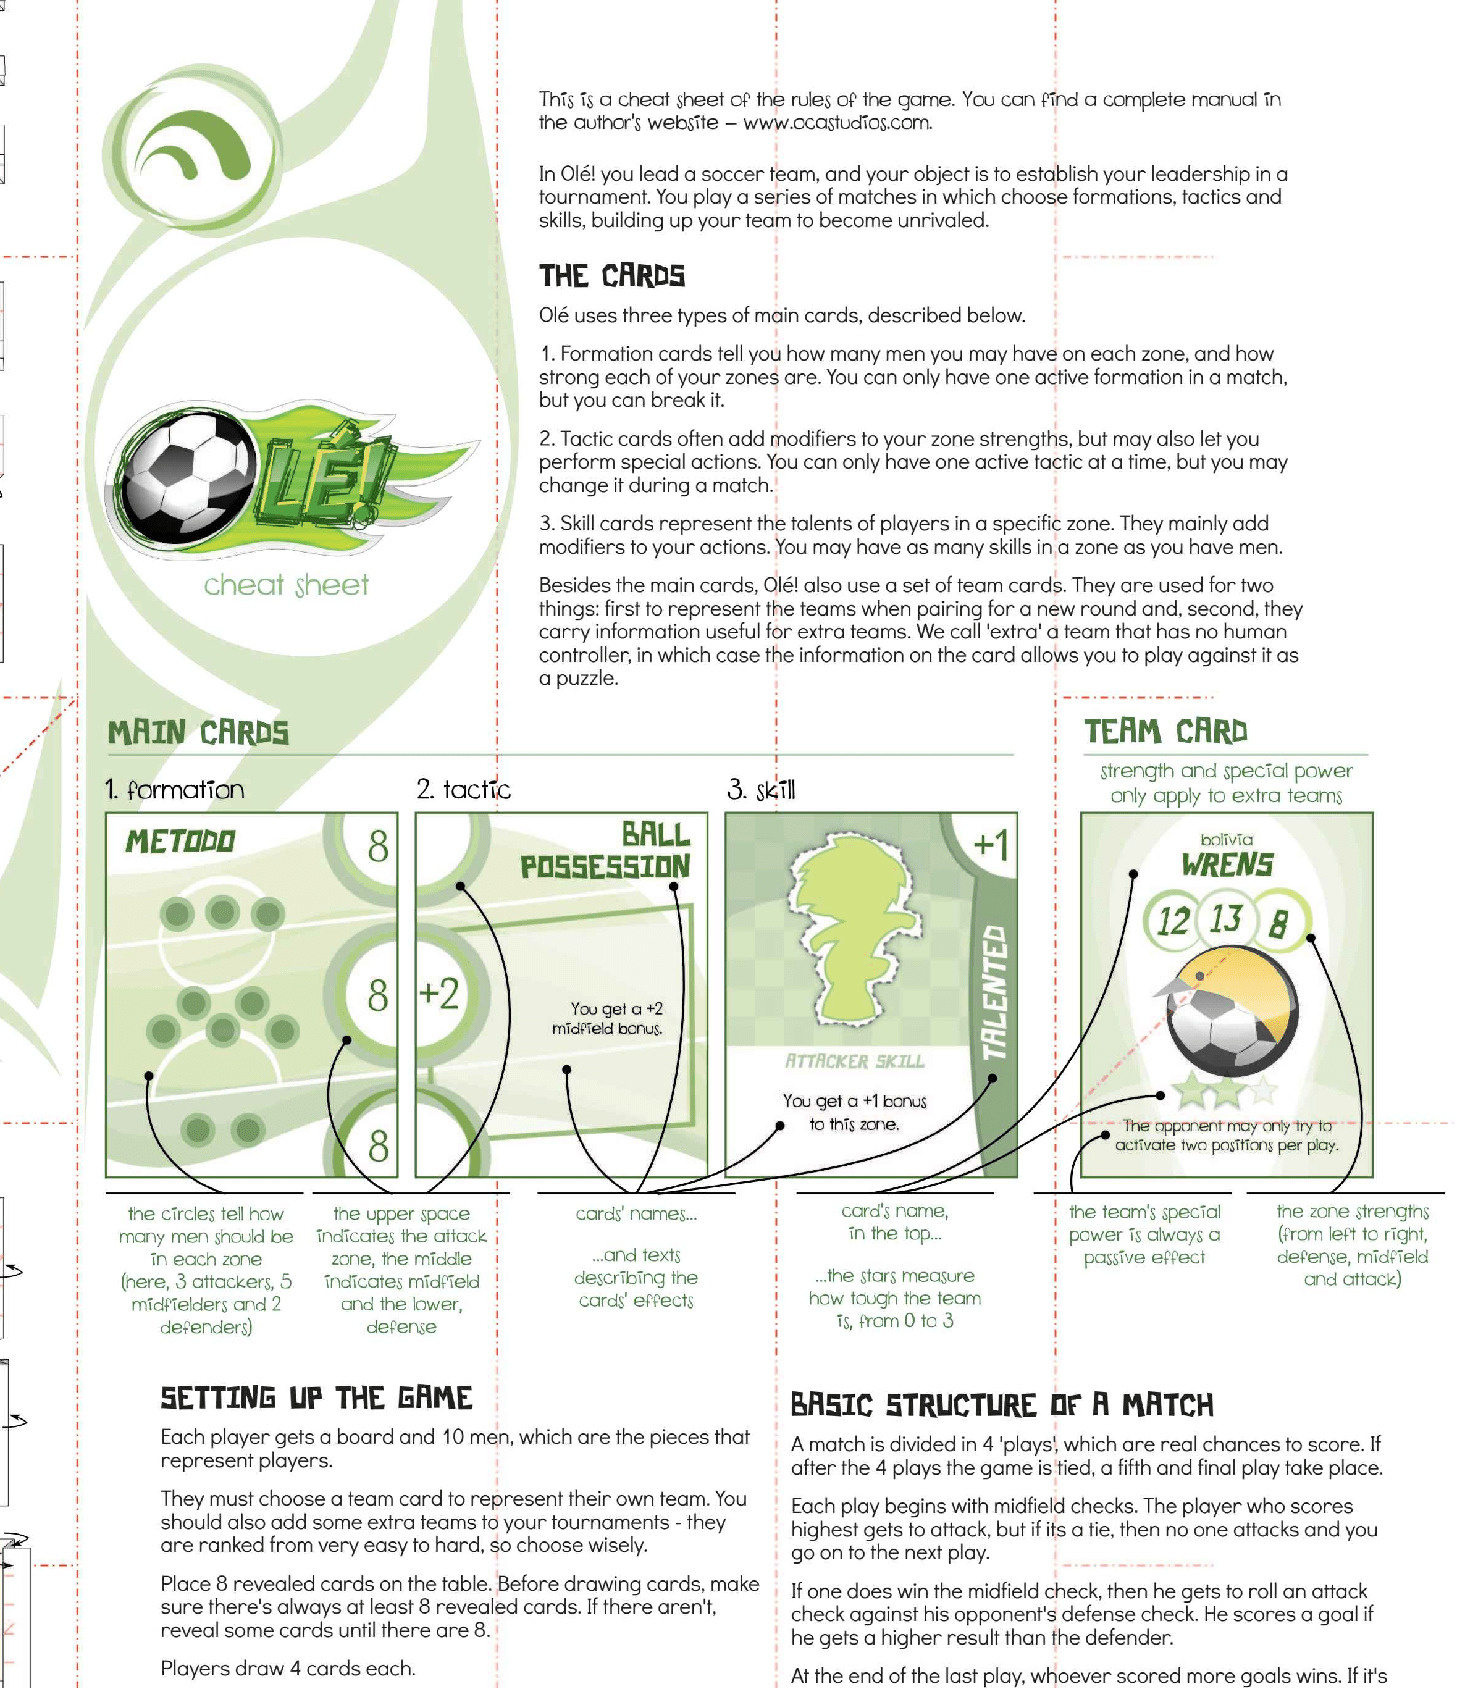 This is a cheat sheet of the rules of the game. You can find a complete manual in
the author's website – www.ocastudios.com.
In Olé! you lead a soccer team, and your object is to establish your leadership in a
tournament. You play a series of matches in which choose formations, tactics and
skills, building up your team to become unrivaled.
THE CARDS
Olé uses three types of main cards, described below.
1. Formation cards tell you how many men you may have on each zone, and how
strong each of your zones are. You can only have one active formation in a match,
but you can break it.
2. Tactic cards often add modifiers to your zone strengths, but may also let you
perform special actions. You can only have one active tactic at a time, but you may
change it during a match.
3. Skill cards represent the talents of players in a specific zone. They mainly add
modifiers to your actions. You may have as many skills in a zone as you have men.
Besides the main cards, Olé! also use a set of team cards. They are used for two
things: first to represent the teams when pairing for a new round and, second, they
carry information useful for extra teams. We call 'extra' a team that has no human
controller, in which case the information on the card allows you to play against it as
a puzzle.
OLÉ!
cheat sheet
MAIN CARDS
1. formation
METODO
8
8
8
2. tactic
BALL
POSSESSION
+2
You get a +2
midfield bonus.
3. skill
+1
TALENTED
ATTACKER SKILL
You get a +1 bonus
to this zone.
TEAM CARD
strength and special power
only apply to extra teams
bolivia
WRENS
12 13 8
The opponent may only try to
activate two positions per play.
the circles tell how
many men should be
in each zone
(here, 3 attackers, 5
midfielders and 2
defenders)
the upper space
indicates the attack
zone, the middle
indicates midfield
and the lower,
defense
cards' names...
...and texts
describing the
cards' effects
card's name,
in the top...
...the stars measure
how tough the team
is, from 0 to 3
the team's special
power is always a
passive effect
the zone strengths
(from left to right,
defense, midfield
and attack)
SETTING UP THE GAME
Each player gets a board and 10 men, which are the pieces that
represent players.
They must choose a team card to represent their own team. You
should also add some extra teams to your tournaments - they
are ranked from very easy to hard, so choose wisely.
Place 8 revealed cards on the table. Before drawing cards, make
sure there's always at least 8 revealed cards. If there aren't,
reveal some cards until there are 8.
Players draw 4 cards each.
BASIC STRUCTURE OF A MATCH
A match is divided in 4 'plays', which are real chances to score. If
after the 4 plays the game is tied, a fifth and final play take place.
Each play begins with midfield checks. The player who scores
highest gets to attack, but if its a tie, then no one attacks and you
go on to the next play.
If one does win the midfield check, then he gets to roll an attack
check against his opponent's defense check. He scores a goal if
he gets a higher result than the defender.
At the end of the last play, whoever scored more goals wins. If it's